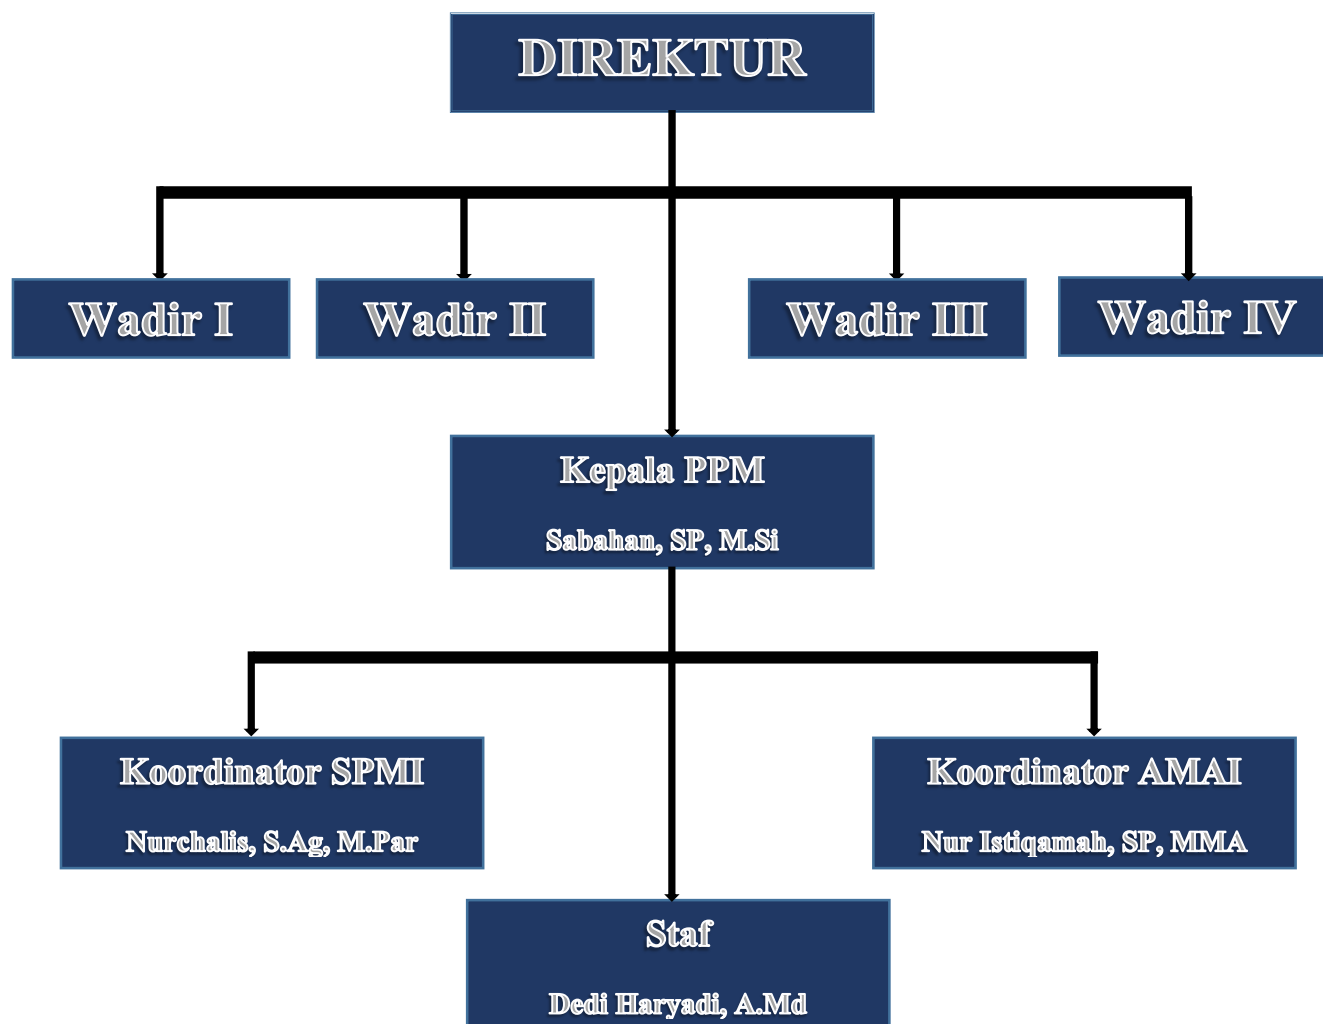 DIREKTUR
Wadir I
Wadir II
Wadir III
Wadir IV
Kepala PPM
Sabahan, SP, M.Si
Koordinator SPMI
Nurchalis, S.Ag, M.Par
Koordinator AMAI
Nur Istiqamah, SP, MMA
Staf
Dedi Haryadi, A.Md